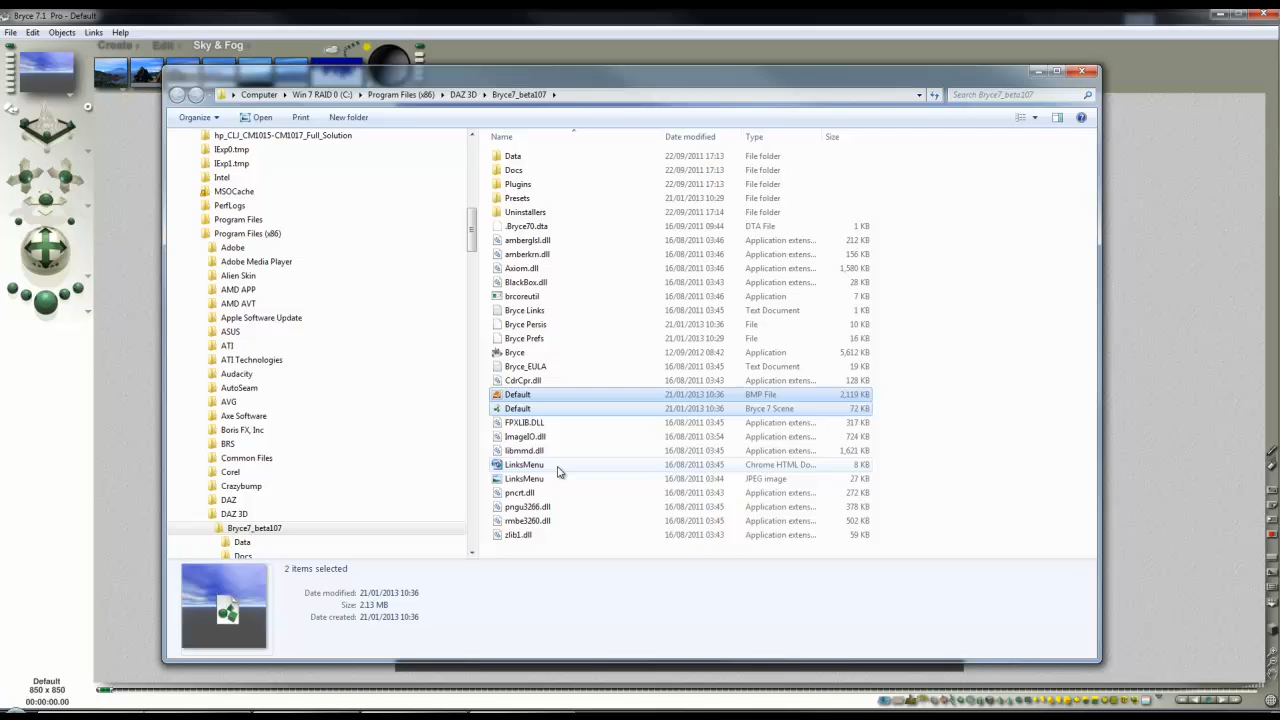 Bryce 7.1 Pro - Default
File Edit Objects Links Help
Create Edit Sky & Fog
Computer Win 7 RAID 0 (C:) Program Files (x86) DAZ 3D Bryce7_beta107 Search Bryce7_beta107
Organize Open Print New folder
hp_CLJ_CM1015-CM1017_Full_Solution
IExp0.tmp
IExp1.tmp
Intel
MSOCache
PerfLogs
Program Files
Program Files (x86)
Adobe
Adobe Media Player
Alien Skin
AMD APP
AMD AVT
Apple Software Update
ASUS
ATI
ATI Technologies
Audacity
AutoSeam
AVG
Axe Software
Boris FX, Inc
BRS
Common Files
Corel
Crazybump
DAZ
DAZ 3D
Bryce7_beta107
Data
Docs
Name Date modified Type Size
Data 22/09/2011 17:13 File folder
Docs 22/09/2011 17:13 File folder
Plugins 22/09/2011 17:13 File folder
Presets 21/01/2013 10:29 File folder
Uninstallers 22/09/2011 17:14 File folder
.Bryce70.dta 16/09/2011 09:44 DTA File 1 KB
amberglsl.dll 16/08/2011 03:46 Application extens... 212 KB
amberkrn.dll 16/08/2011 03:46 Application extens... 156 KB
Axiom.dll 16/08/2011 03:46 Application extens... 1,580 KB
BlackBox.dll 16/08/2011 03:43 Application extens... 28 KB
brcoreutil 16/08/2011 03:46 Application 7 KB
Bryce Links 16/08/2011 03:45 Text Document 1 KB
Bryce Persis 21/01/2013 10:36 File 10 KB
Bryce Prefs 21/01/2013 10:29 File 16 KB
Bryce 12/09/2012 08:42 Application 5,612 KB
Bryce_EULA 16/08/2011 03:45 Text Document 19 KB
CdrCpr.dll 16/08/2011 03:43 Application extens... 128 KB
Default 21/01/2013 10:36 BMP File 2,119 KB
Default 21/01/2013 10:36 Bryce 7 Scene 72 KB
FPXLIB.DLL 16/08/2011 03:45 Application extens... 317 KB
ImageIO.dll 16/08/2011 03:54 Application extens... 724 KB
libmmd.dll 16/08/2011 03:45 Application extens... 1,621 KB
LinksMenu 16/08/2011 03:45 Chrome HTML Do... 8 KB
LinksMenu 16/08/2011 03:44 JPEG image 27 KB
pncrt.dll 16/08/2011 03:43 Application extens... 272 KB
pngu3266.dll 16/08/2011 03:45 Application extens... 378 KB
rmbe3260.dll 16/08/2011 03:45 Application extens... 502 KB
zlib1.dll 16/08/2011 03:43 Application extens... 59 KB
2 items selected
Date modified: 21/01/2013 10:36
Size: 2.13 MB
Date created: 21/01/2013 10:36
Default
850 x 850
00:00:00.00